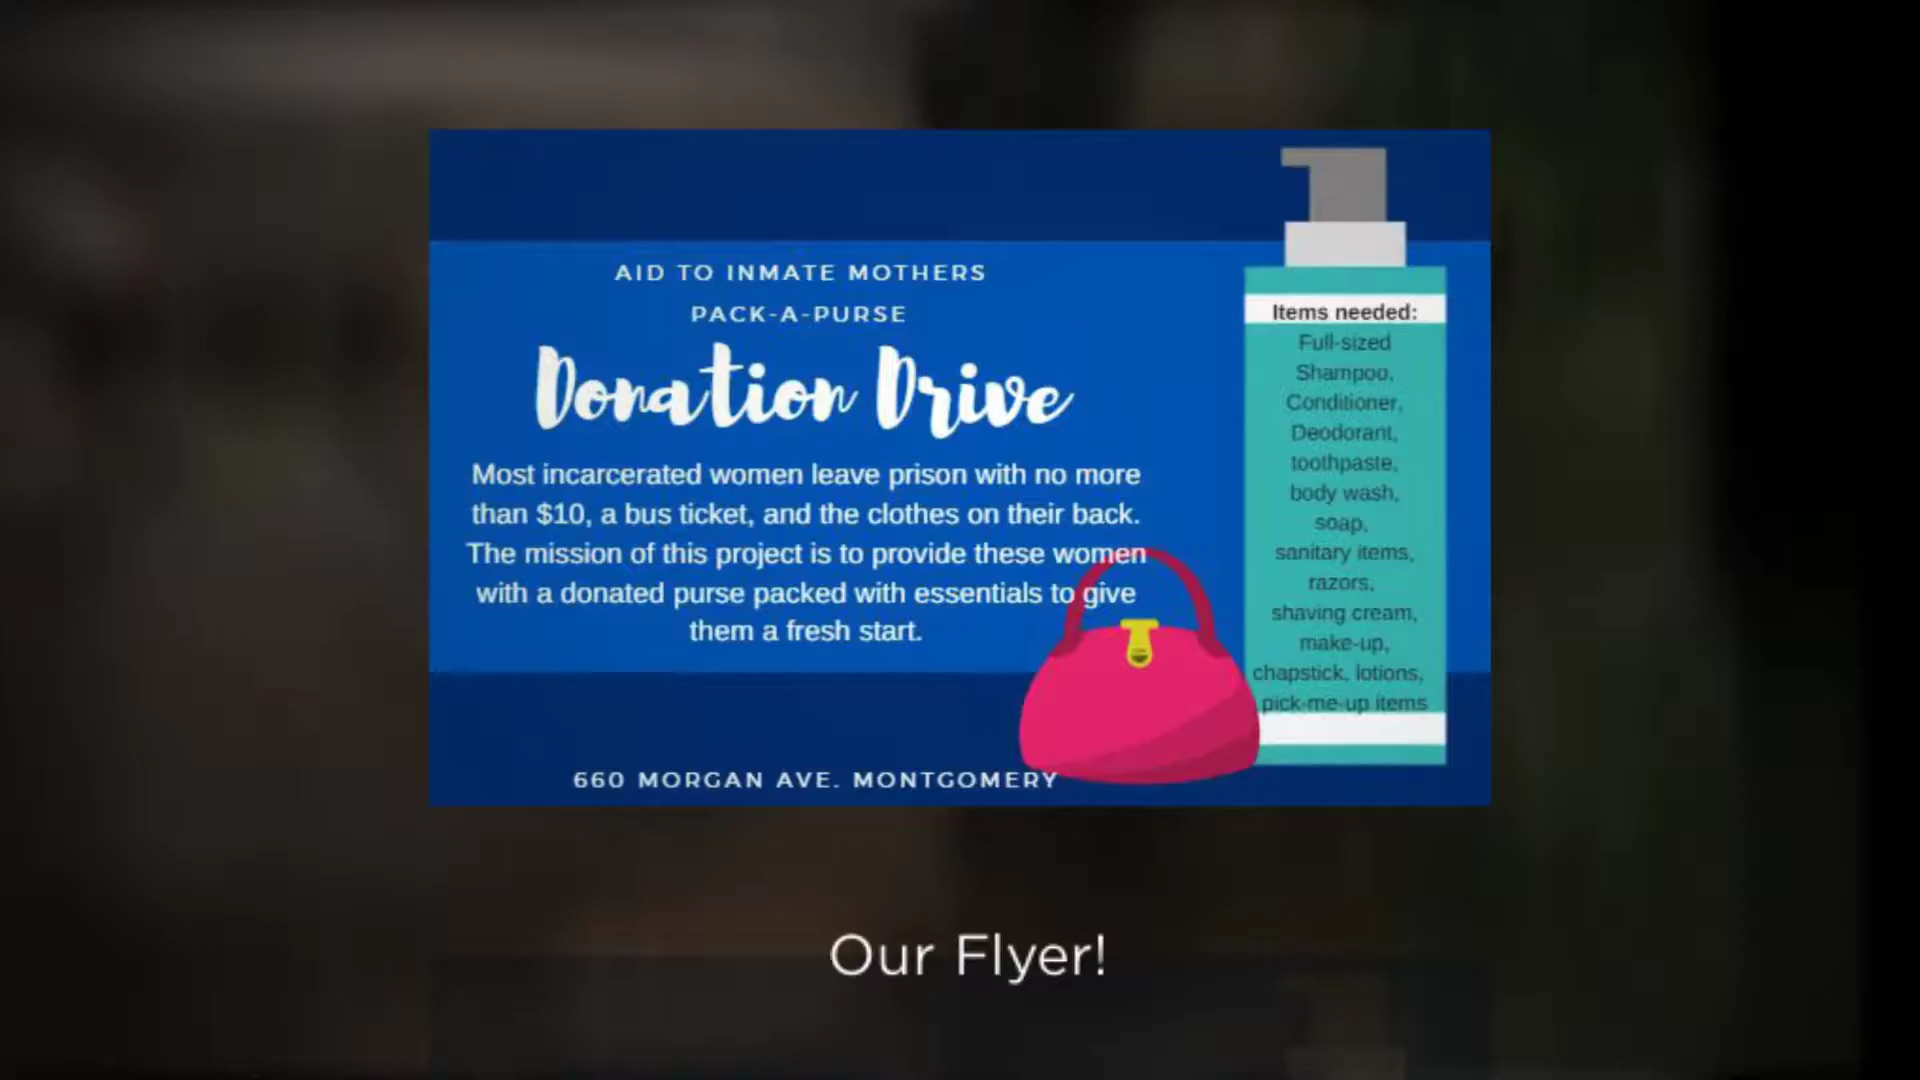 AID TO INMATE MOTHERS
PACK-A-PURSE
Donation Drive
Most incarcerated women leave prison with no more
than $10, a bus ticket, and the clothes on their back.
The mission of this project is to provide these women
with a donated purse packed with essentials to give
them a fresh start.
660 MORGAN AVE. MONTGOMERY
Items needed:
Full-sized
Shampoo,
Conditioner,
Deodorant,
toothpaste,
body wash,
soap,
sanitary items,
razors,
shaving cream,
make-up,
chapstick, lotions,
pick-me-up items
Our Flyer!